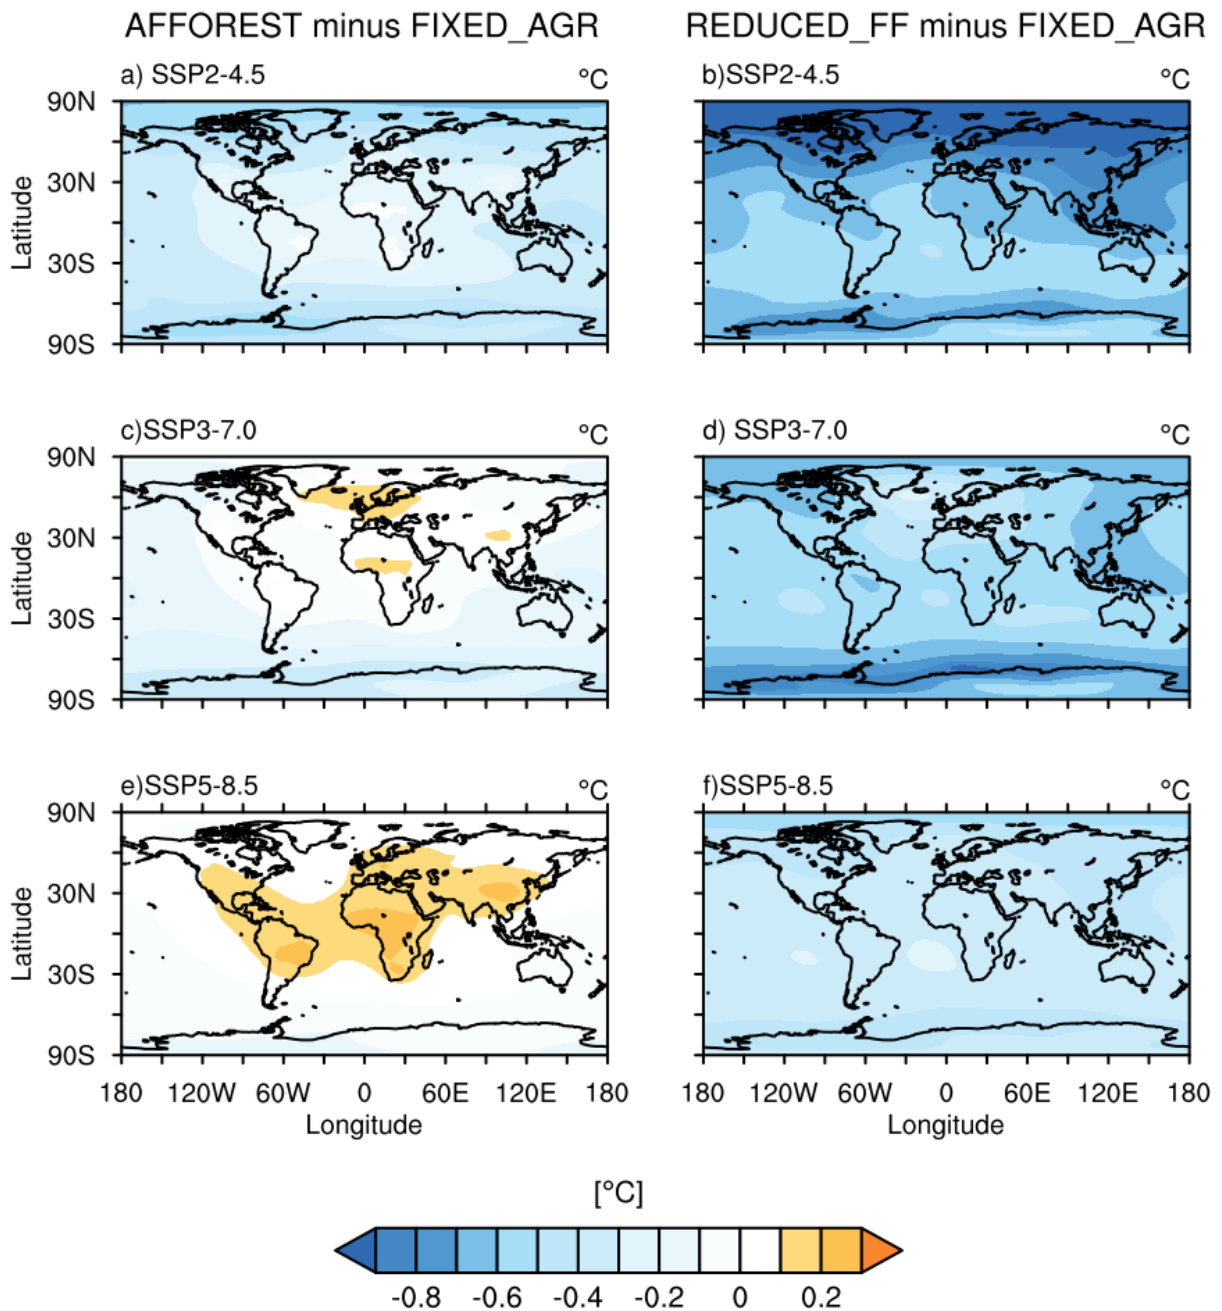 AFFOREST minus FIXED_AGR
REDUCED_FF minus FIXED_AGR
a) SSP2-4.5 °C
90N
30N
30S
90S
Latitude
b)SSP2-4.5 °C
c)SSP3-7.0 °C
90N
30N
30S
90S
Latitude
d) SSP3-7.0 °C
e)SSP5-8.5 °C
90N
30N
30S
90S
Latitude
180 120W 60W 0 60E 120E 180
Longitude
f)SSP5-8.5 °C
180 120W 60W 0 60E 120E 180
Longitude
[°C]
-0.8 -0.6 -0.4 -0.2 0 0.2